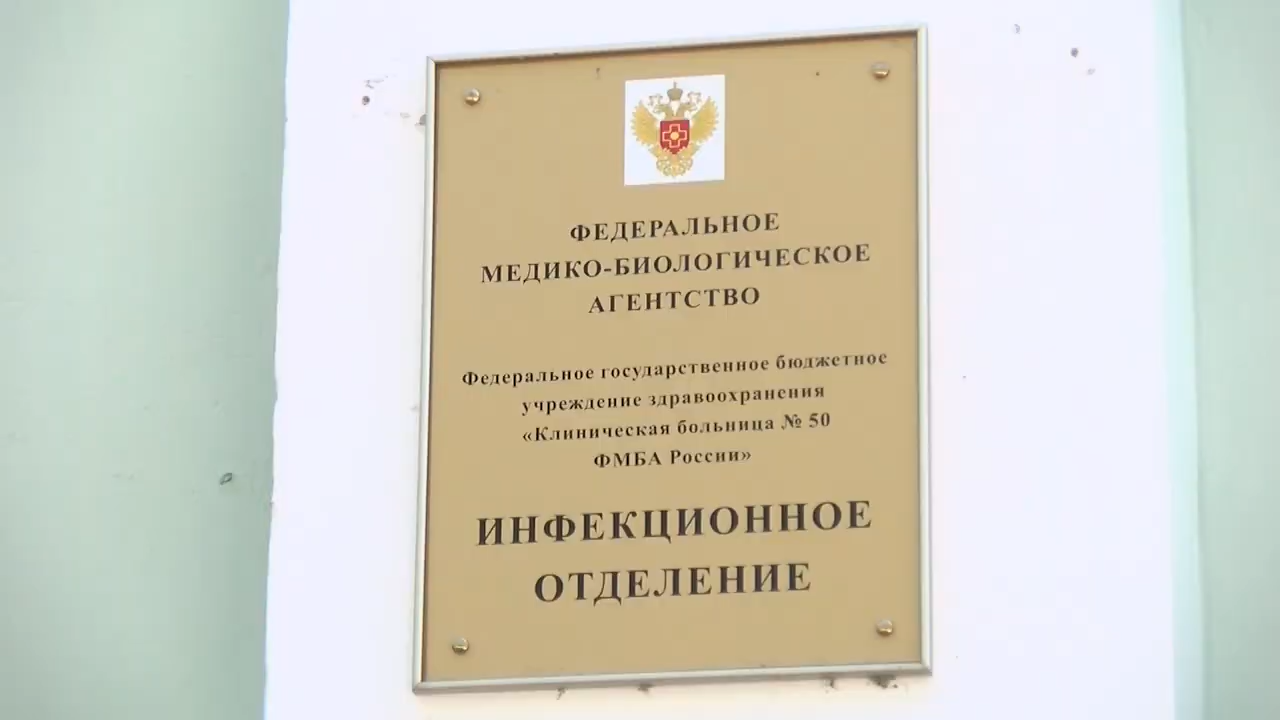 ФЕДЕРАЛЬНОЕ
МЕДИКО-БИОЛОГИЧЕСКОЕ
АГЕНТСТВО
Федеральное государственное бюджетное
учреждение здравоохранения
«Клиническая больница № 50
ФМБА России»
ИНФЕКЦИОННОЕ
ОТДЕЛЕНИЕ